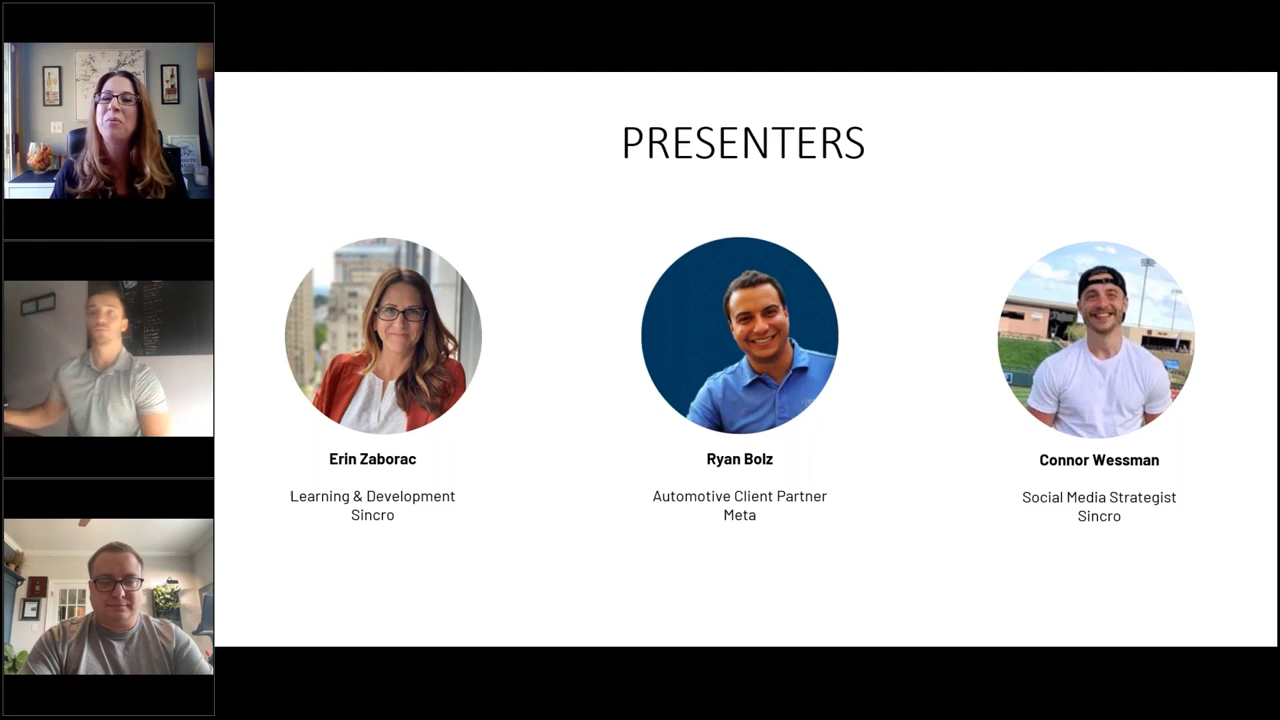 PRESENTERS
Erin Zaborac
Learning & Development
Sincro
Ryan Bolz
Automotive Client Partner
Meta
Connor Wessman
Social Media Strategist
Sincro